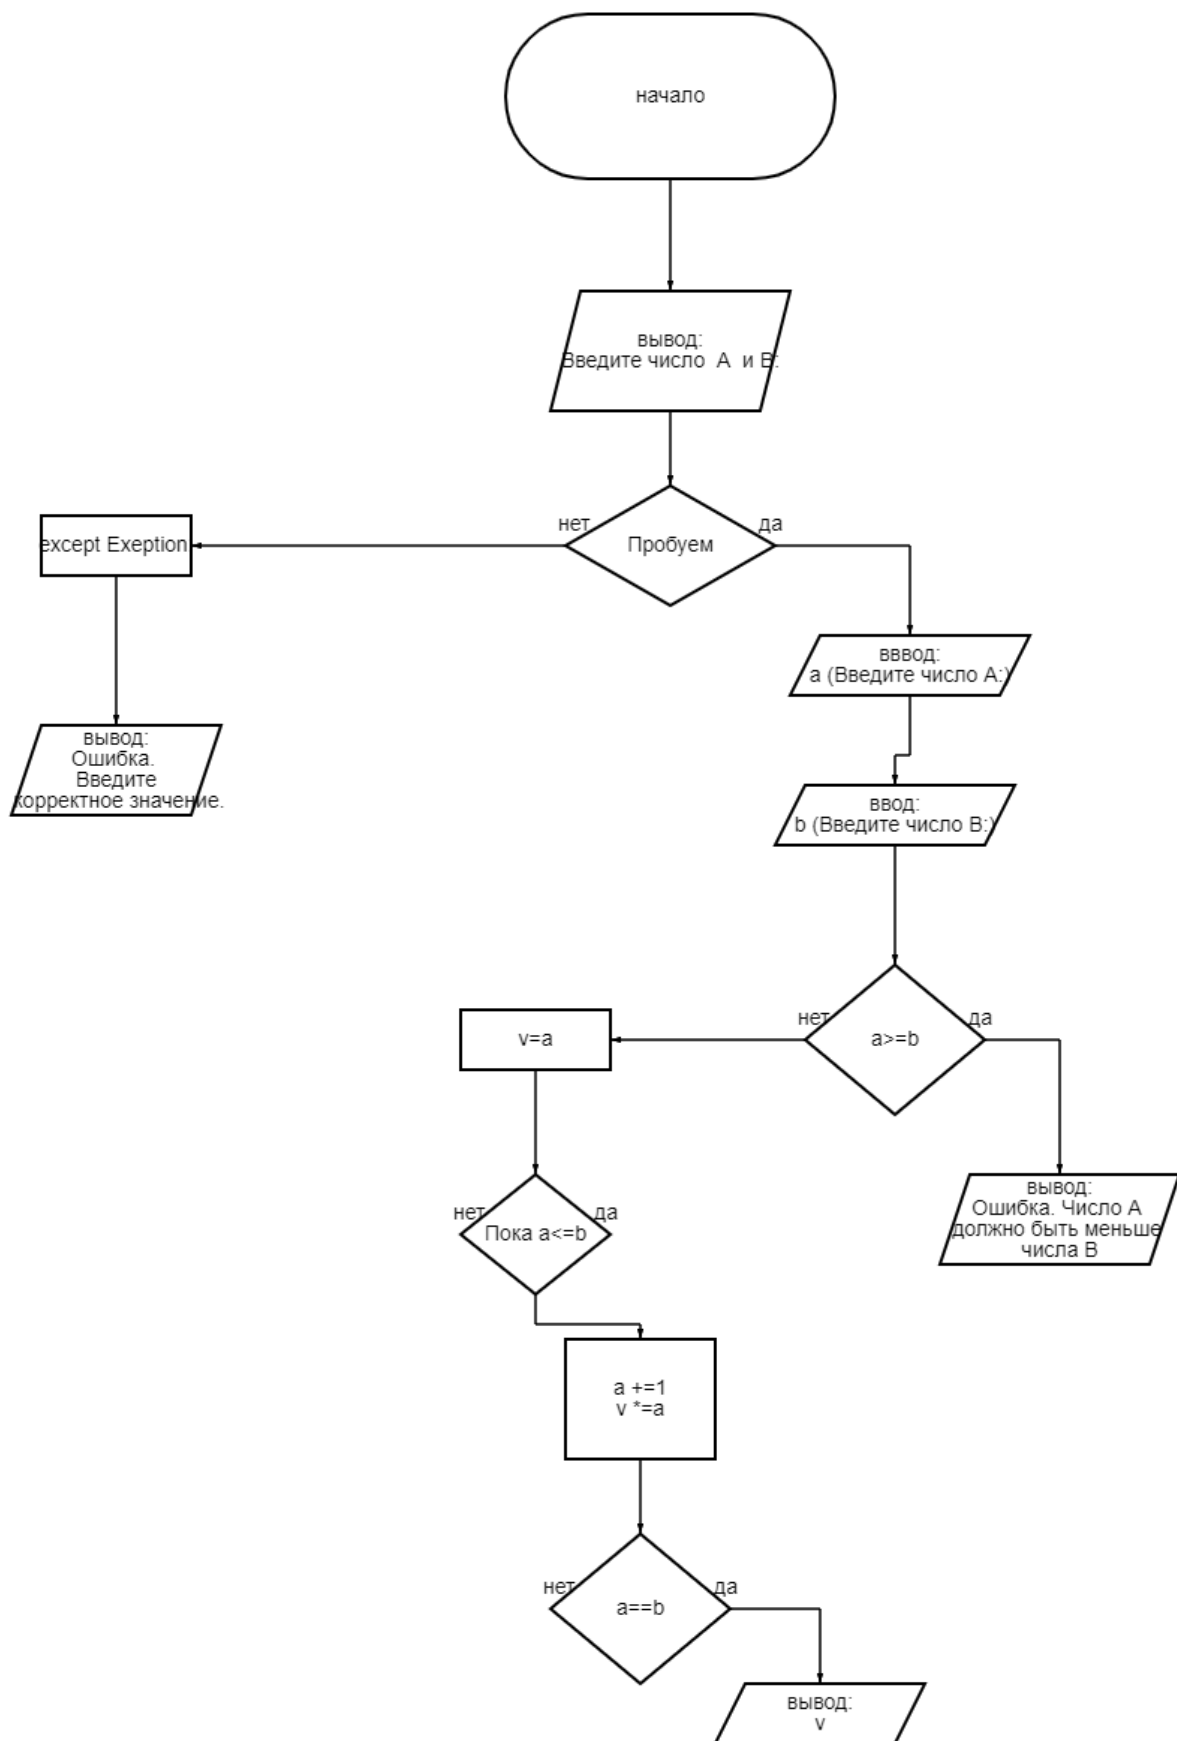 начало
вывод:
Введите число А и В:
нет
да
Пробуем
except Exeption
вввод:
a (Введите число А:)
вывод:
Ошибка.
Введите
корректное значение.
ввод:
b (Введите число В:)
нет
да
a>=b
v=a
вывод:
Ошибка. Число А
должно быть меньше
числа В
нет
да
Пока a<=b
a +=1
v *=a
нет
да
a==b
вывод:
v